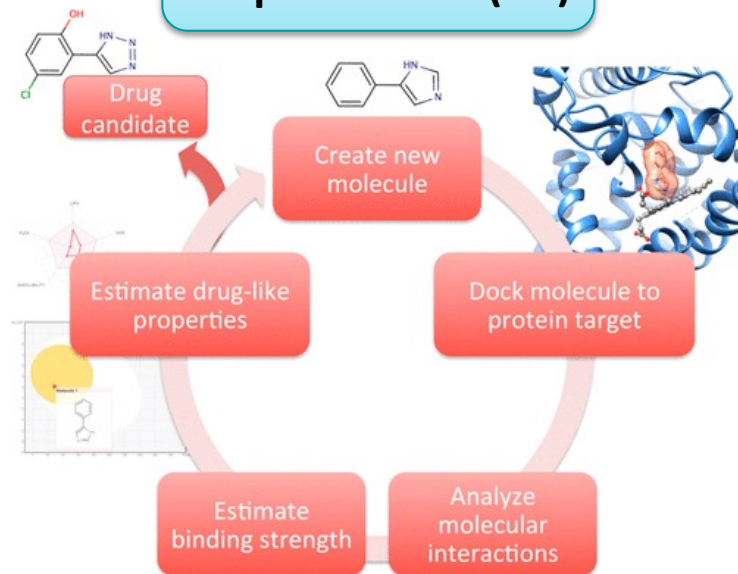 OH
HN
N
N
Cl
Drug
candidate
HN
N
Create new
molecule
Estimate drug-like
properties
Dock molecule to
protein target
Estimate
binding strength
Analyze
molecular
interactions